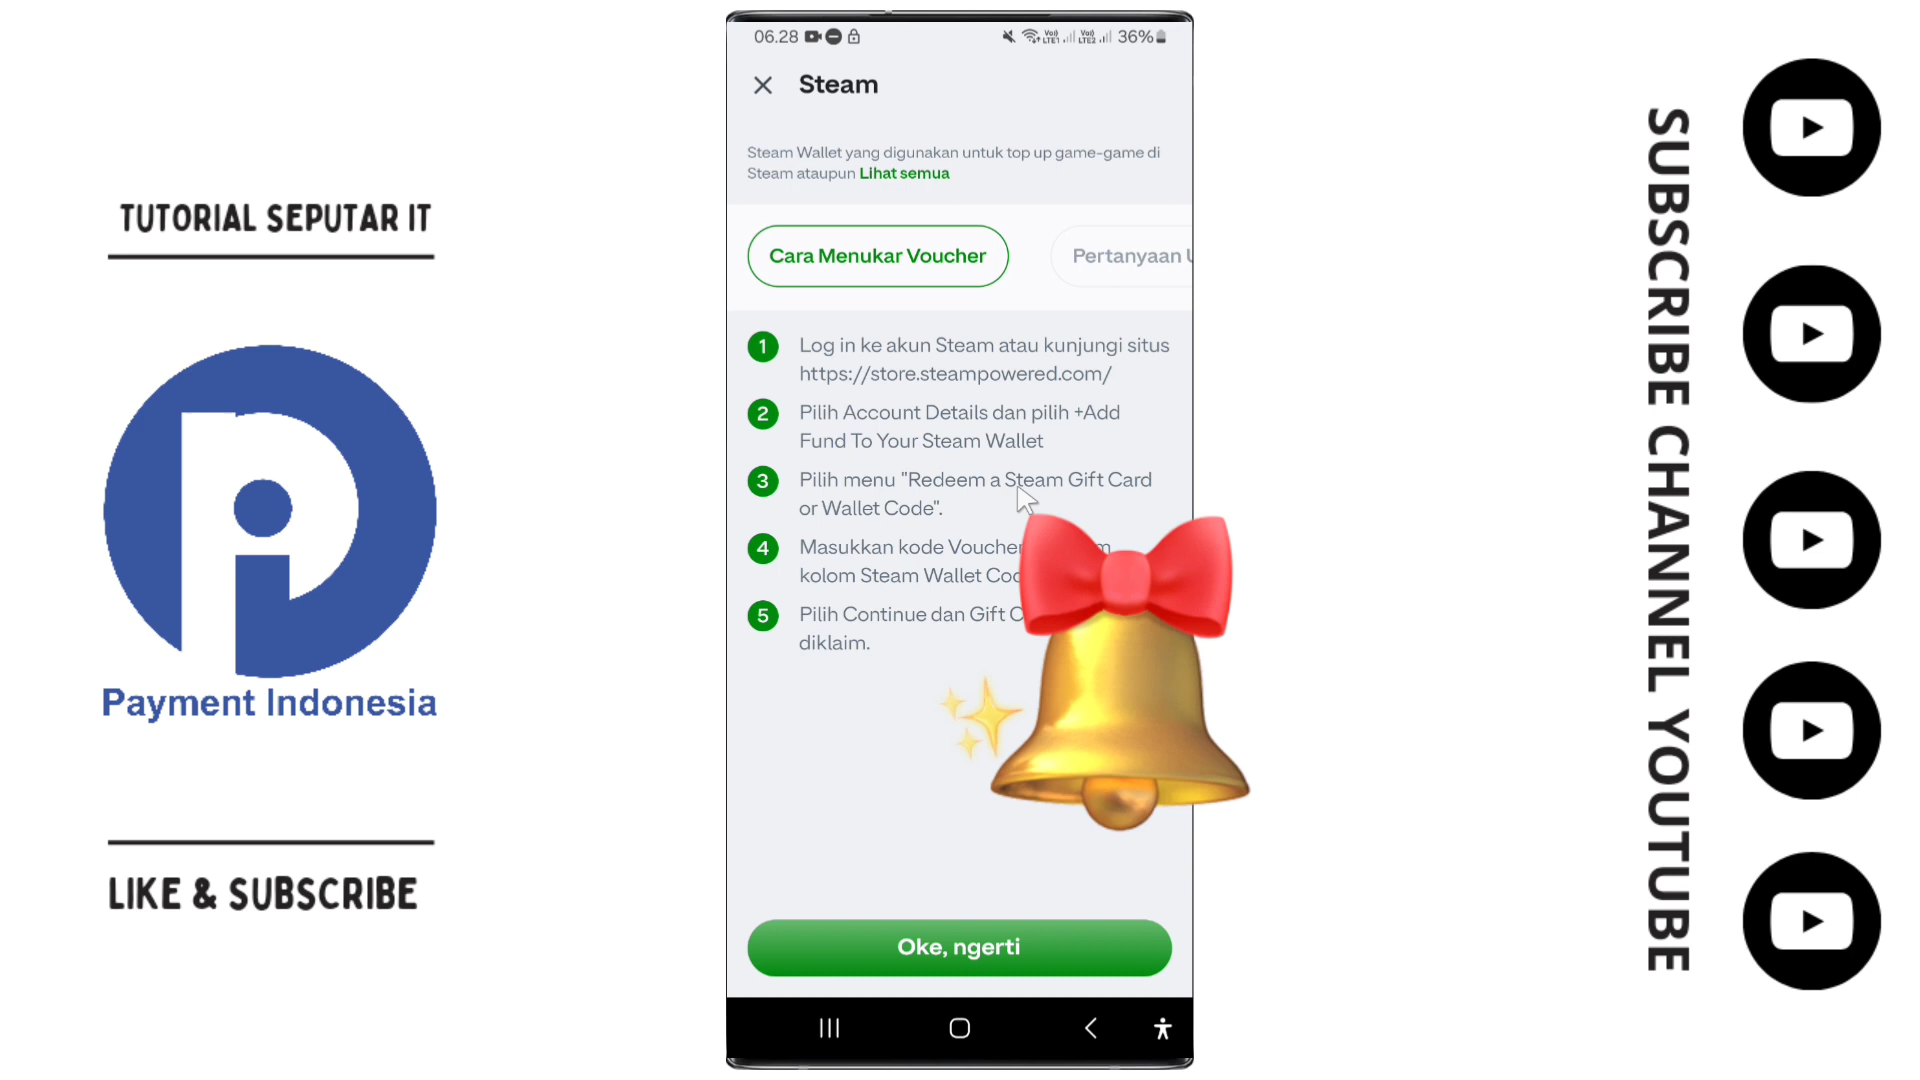 TUTORIAL SEPUTAR IT
Payment Indonesia
LIKE & SUBSCRIBE
06.28
36%
Steam
Steam Wallet yang digunakan untuk top up game-game di
Steam ataupun Lihat semua
Cara Menukar Voucher
Pertanyaan
1 Log in ke akun Steam atau kunjungi situs
https://store.steampowered.com/
2 Pilih Account Details dan pilih +Add
Fund To Your Steam Wallet
3 Pilih menu "Redeem a Steam Gift Card
or Wallet Code".
4 Masukkan kode Voucher
kolom Steam Wallet
5 Pilih Continue dan Gift
diklaim.
Oke, ngerti
SUBSCRIBE CHANNEL YOUTUBE